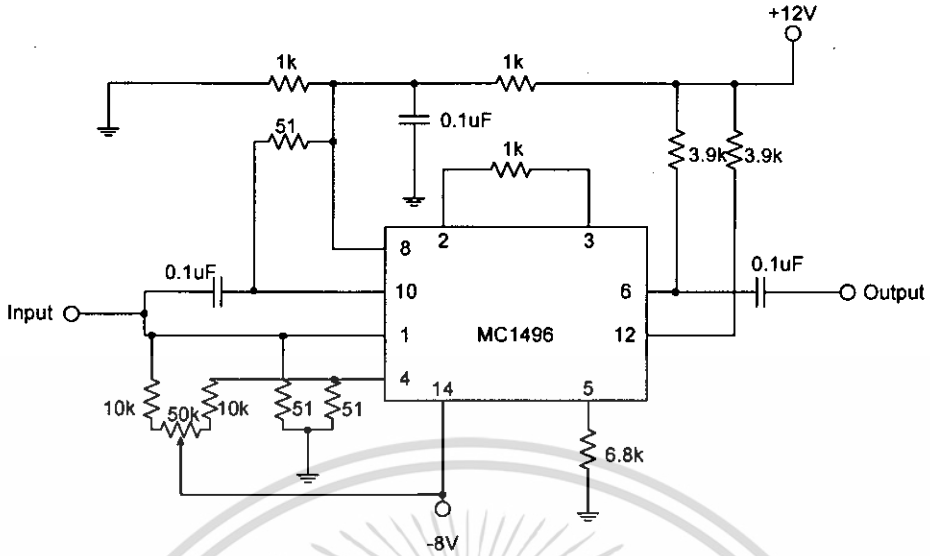 +12V
1k
1k
51
0.1uF
3.9k
3.9k
1k
2
3
8
0.1uF
10
6
0.1uF
Input
Output
1
MC1496
12
4
14
5
10k
50k
10k
51
51
6.8k
-8V